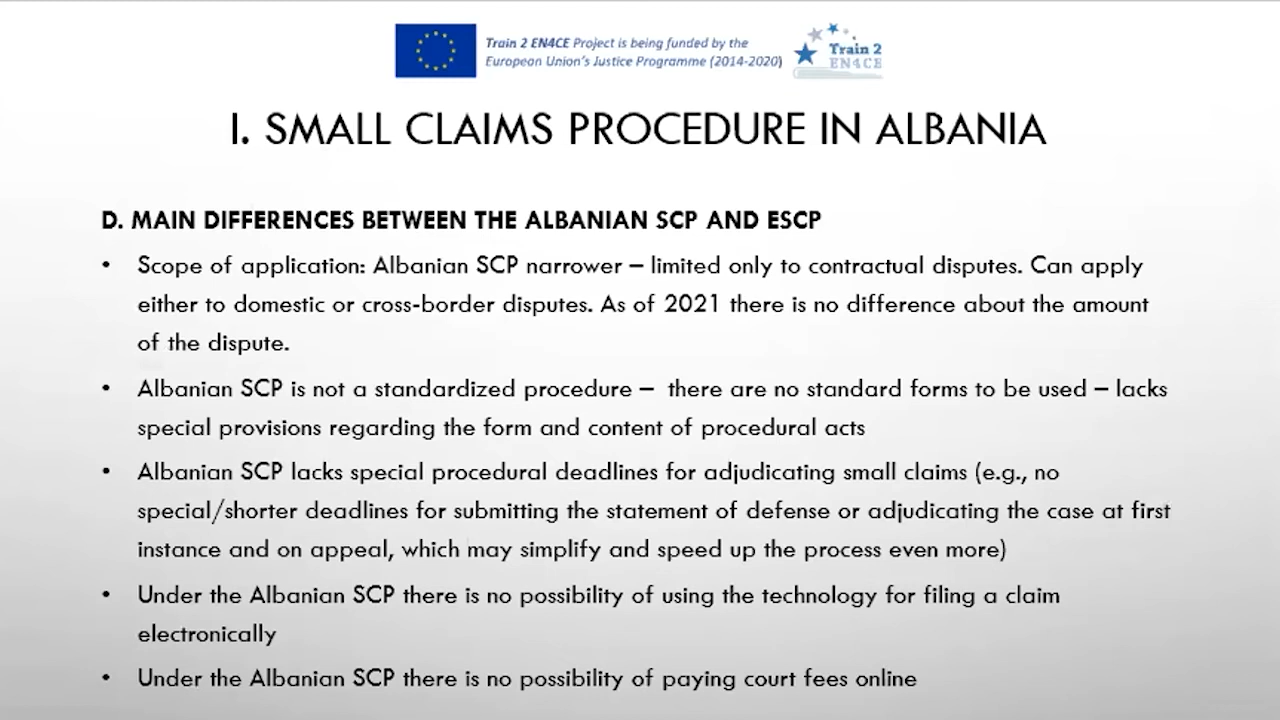 Train 2 EN4CE Project is being funded by the
European Union's Justice Programme (2014-2020)
Train 2
EN4CE
I. SMALL CLAIMS PROCEDURE IN ALBANIA
D. MAIN DIFFERENCES BETWEEN THE ALBANIAN SCP AND ESCP
• Scope of application: Albanian SCP narrower – limited only to contractual disputes. Can apply
either to domestic or cross-border disputes. As of 2021 there is no difference about the amount
of the dispute.
• Albanian SCP is not a standardized procedure – there are no standard forms to be used – lacks
special provisions regarding the form and content of procedural acts
• Albanian SCP lacks special procedural deadlines for adjudicating small claims (e.g., no
special/shorter deadlines for submitting the statement of defense or adjudicating the case at first
instance and on appeal, which may simplify and speed up the process even more)
• Under the Albanian SCP there is no possibility of using the technology for filing a claim
electronically
• Under the Albanian SCP there is no possibility of paying court fees online